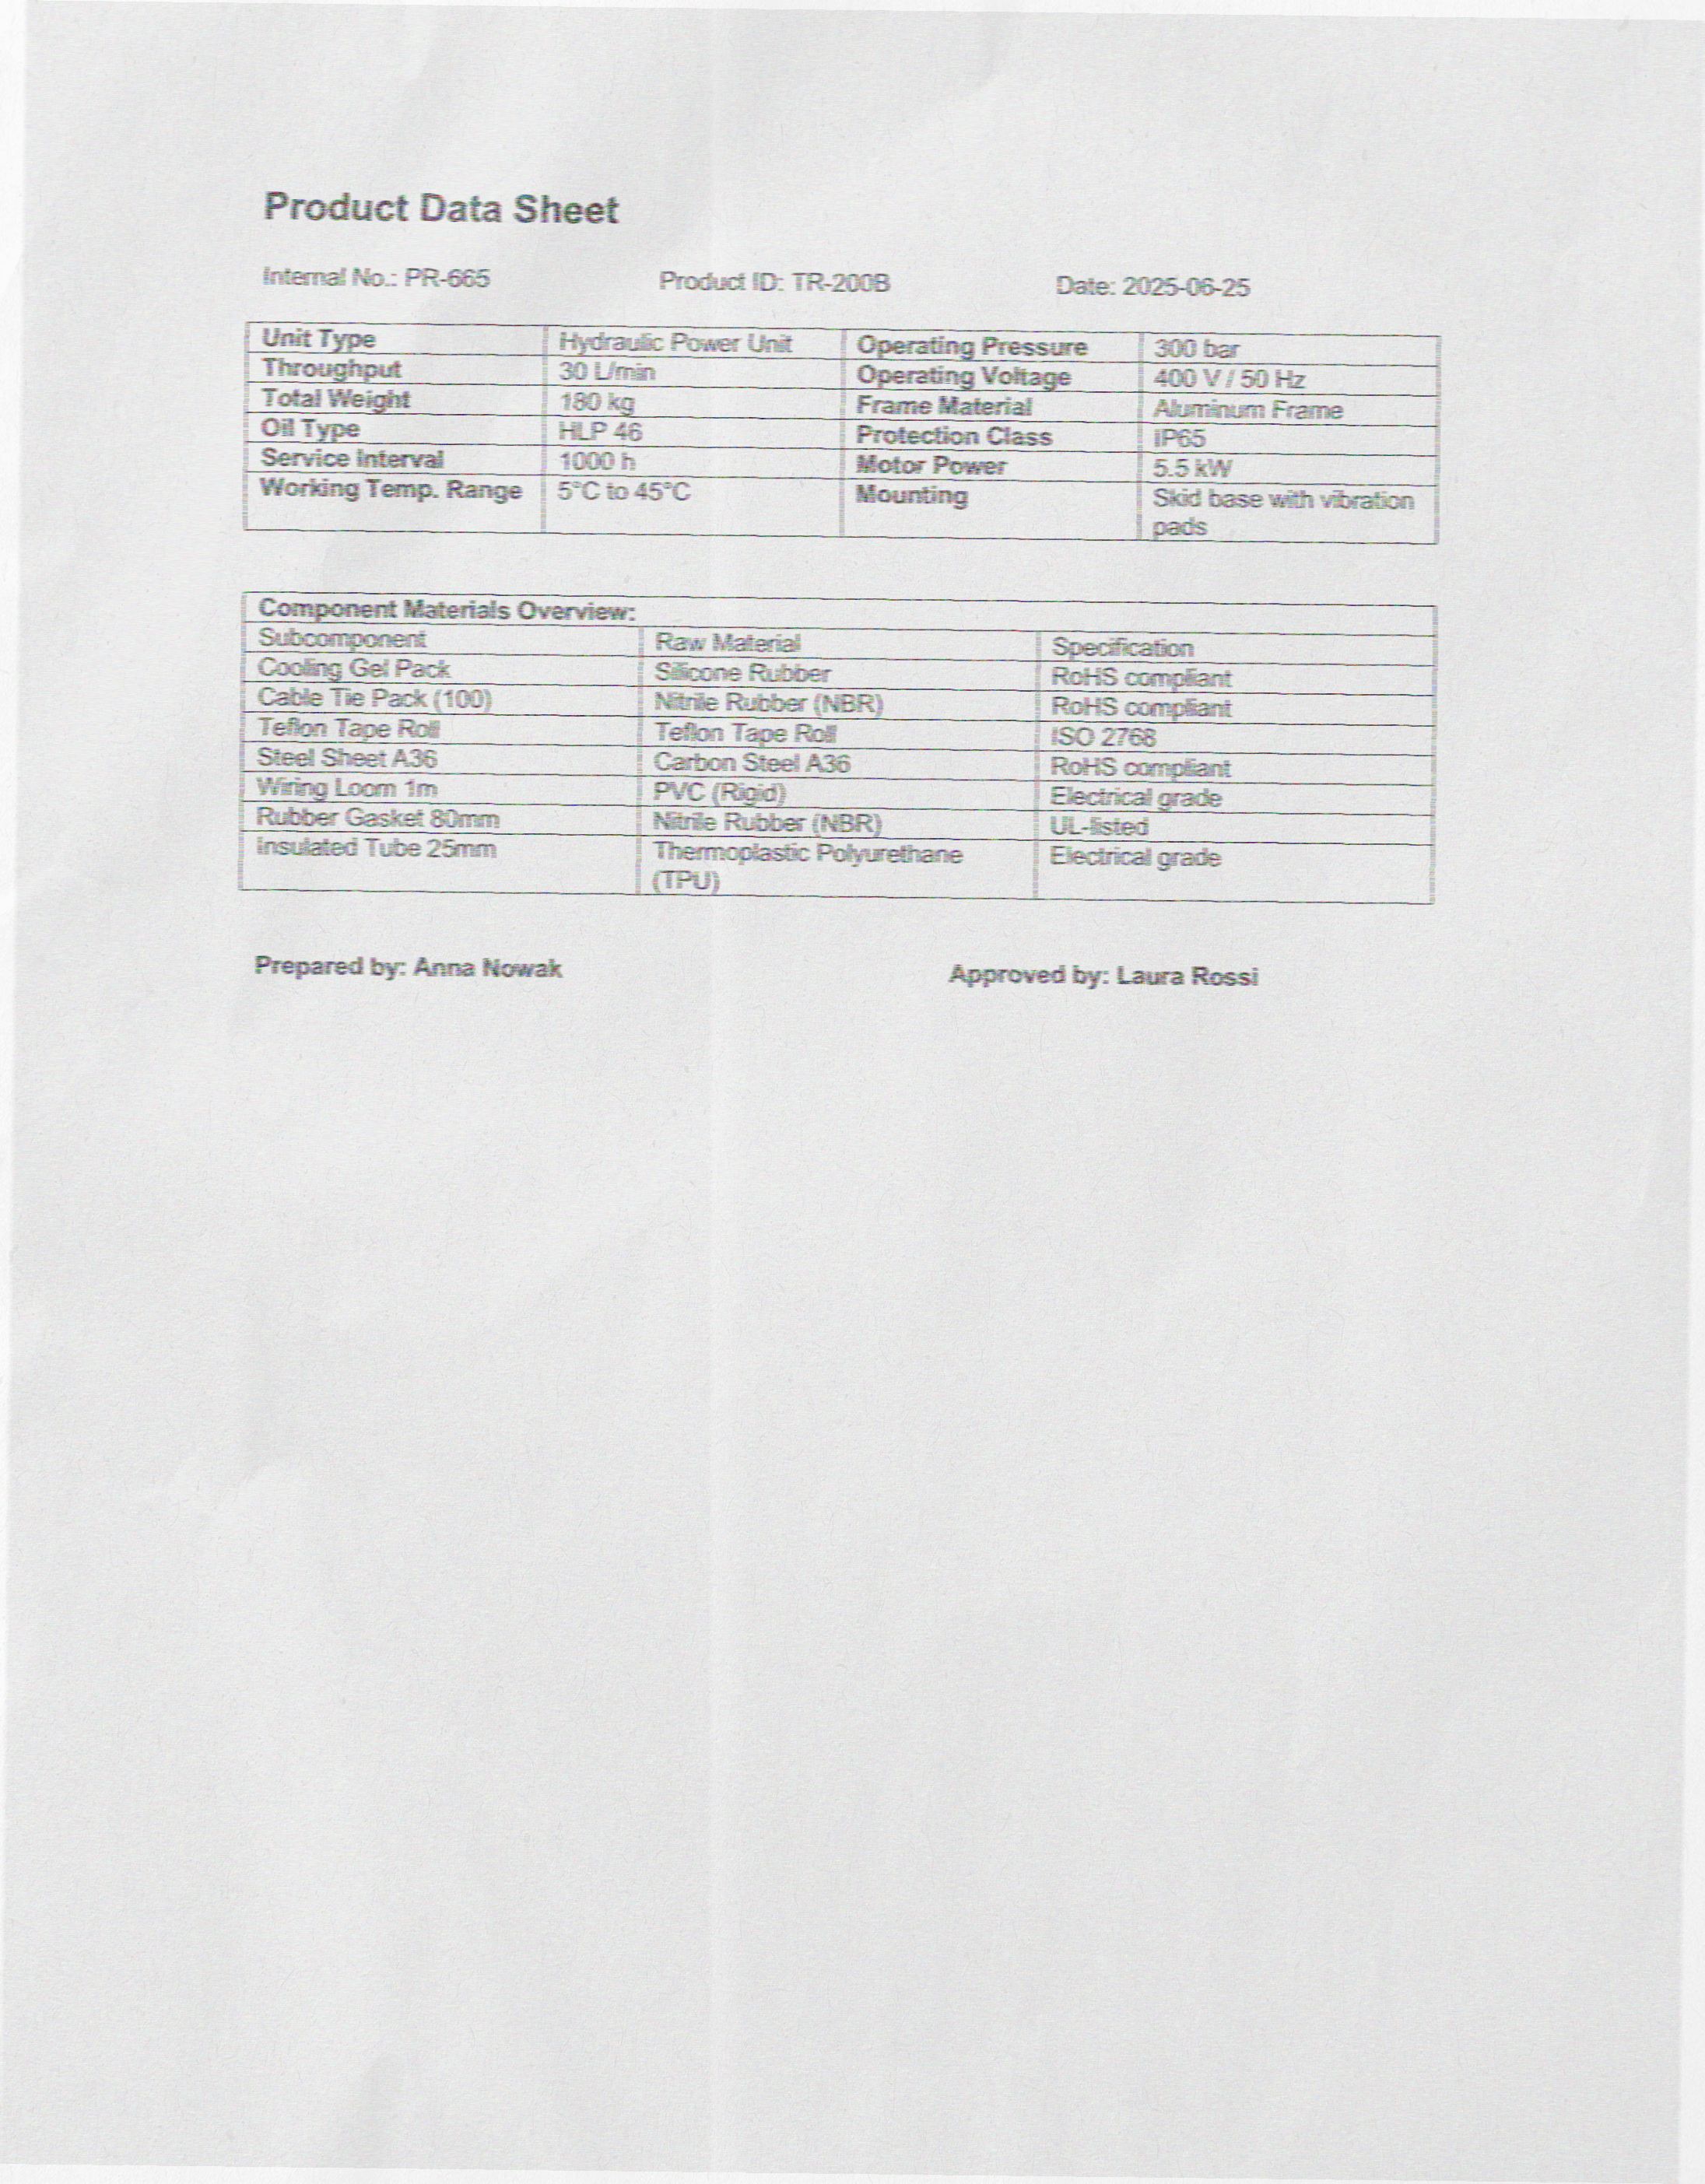 Product Data Sheet
Internal No.: PR-665 Product ID: TR-200B Date: 2025-06-25
Unit Type Hydraulic Power Unit Operating Pressure 300 bar
Throughput 30 L/min Operating Voltage 400 V / 50 Hz
Total Weight 180 kg Frame Material Aluminum Frame
Oil Type HLP 46 Protection Class IP65
Service Interval 1000 h Motor Power 5.5 kW
Working Temp. Range 5°C to 45°C Mounting Skid base with vibration
pads
Component Materials Overview:
Subcomponent Raw Material Specification
Cooling Gel Pack Silicone Rubber RoHS compliant
Cable Tie Pack (100) Nitrile Rubber (NBR) RoHS compliant
Teflon Tape Roll Teflon Tape Roll ISO 2768
Steel Sheet A36 Carbon Steel A36 RoHS compliant
Wiring Loom 1m PVC (Rigid) Electrical grade
Rubber Gasket 80mm Nitrile Rubber (NBR) UL-listed
Insulated Tube 25mm Thermoplastic Polyurethane Electrical grade
(TPU)
Prepared by: Anna Nowak Approved by: Laura Rossi